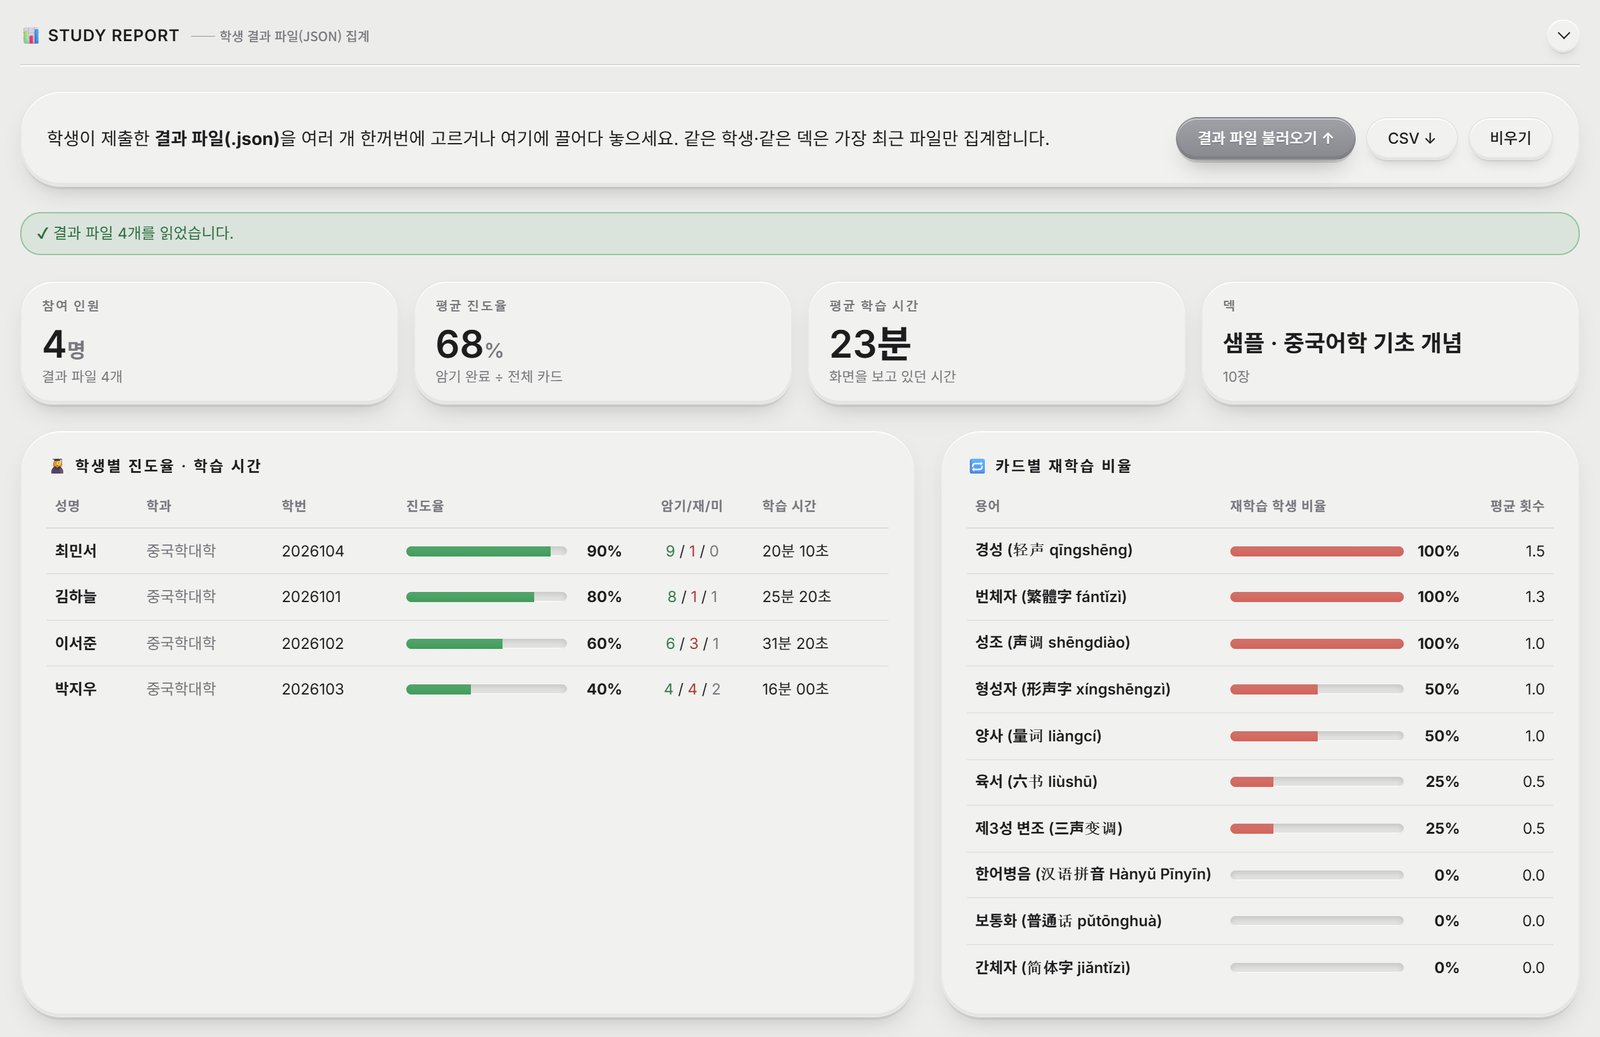 STUDY REPORT 학생 결과 파일(JSON) 집계
학생이 제출한 결과 파일(.json)을 여러 개 한꺼번에 고르거나 여기에 끌어다 놓으세요. 같은 학생·같은 덱은 가장 최근 파일만 집계합니다.
결과 파일 불러오기 ↑
CSV ↓
비우기
✓ 결과 파일 4개를 읽었습니다.
참여 인원
4명
결과 파일 4개
평균 진도율
68%
암기 완료 ÷ 전체 카드
평균 학습 시간
23분
화면을 보고 있던 시간
덱
샘플 · 중국어학 기초 개념
10장
학생별 진도율 · 학습 시간
성명 학과 학번 진도율 암기/재/미 학습 시간
최민서 중국학대학 2026104 90% 9 / 1 / 0 20분 10초
김하늘 중국학대학 2026101 80% 8 / 1 / 1 25분 20초
이서준 중국학대학 2026102 60% 6 / 3 / 1 31분 20초
박지우 중국학대학 2026103 40% 4 / 4 / 2 16분 00초
카드별 재학습 비율
용어 재학습 학생 비율 평균 횟수
경성 (轻声 qīngshēng) 100% 1.5
번체자 (繁體字 fántǐzì) 100% 1.3
성조 (声调 shēngdiào) 100% 1.0
형성자 (形声字 xíngshēngzì) 50% 1.0
양사 (量词 liàngcí) 50% 1.0
육서 (六书 liùshū) 25% 0.5
제3성 변조 (三声变调) 25% 0.5
한어병음 (汉语拼音 Hànyǔ Pīnyīn) 0% 0.0
보통화 (普通话 pǔtōnghuà) 0% 0.0
간체자 (简体字 jiǎntǐzì) 0% 0.0